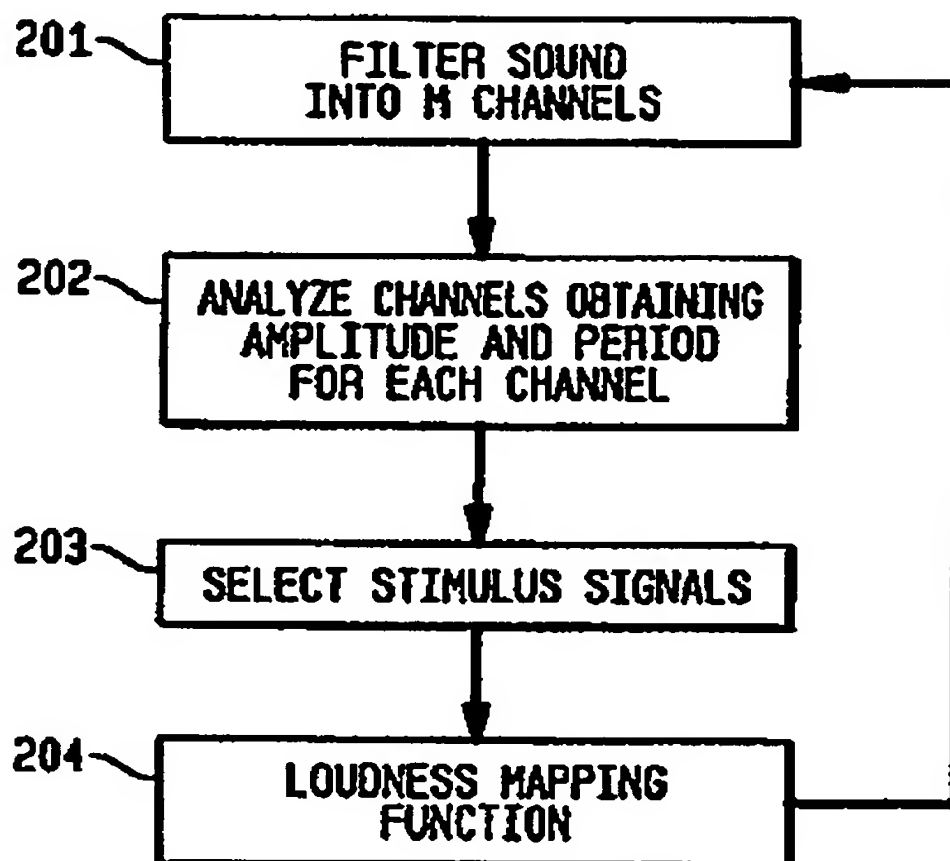 201
FILTER SOUND
INTO M CHANNELS
202
ANALYZE CHANNELS OBTAINING
AMPLITUDE AND PERIOD
FOR EACH CHANNEL
203
SELECT STIMULUS SIGNALS
204
LOUDNESS MAPPING
FUNCTION